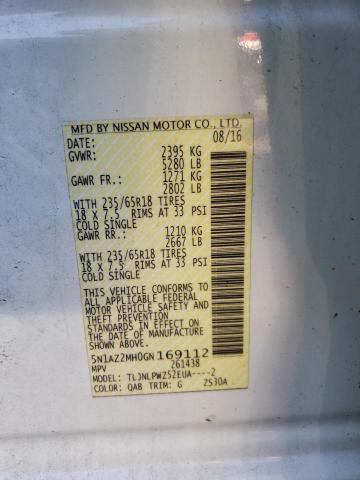 MFD BY NISSAN MOTOR CO., LTD.
DATE: 08/16
GVWR: 2395 KG
5280 LB
GAWR FR.: 1271 KG
2802 LB
WITH 235/65R18 TIRES
18 X 7.5 RIMS AT 33 PSI
COLD SINGLE
GAWR RR.: 1210 KG
2667 LB
WITH 235/65R18 TIRES
18 X 7.5 RIMS AT 33 PSI
COLD SINGLE
THIS VEHICLE CONFORMS TO
ALL APPLICABLE FEDERAL
MOTOR VEHICLE SAFETY AND
THEFT PREVENTION
STANDARDS IN EFFECT ON
THE DATE OF MANUFACTURE
SHOWN ABOVE.
5N1AZ2MH0GN169112
MPV 261438
MODEL: TLJNLPWZ52EUA----2
COLOR: QAB TRIM: G Z530A